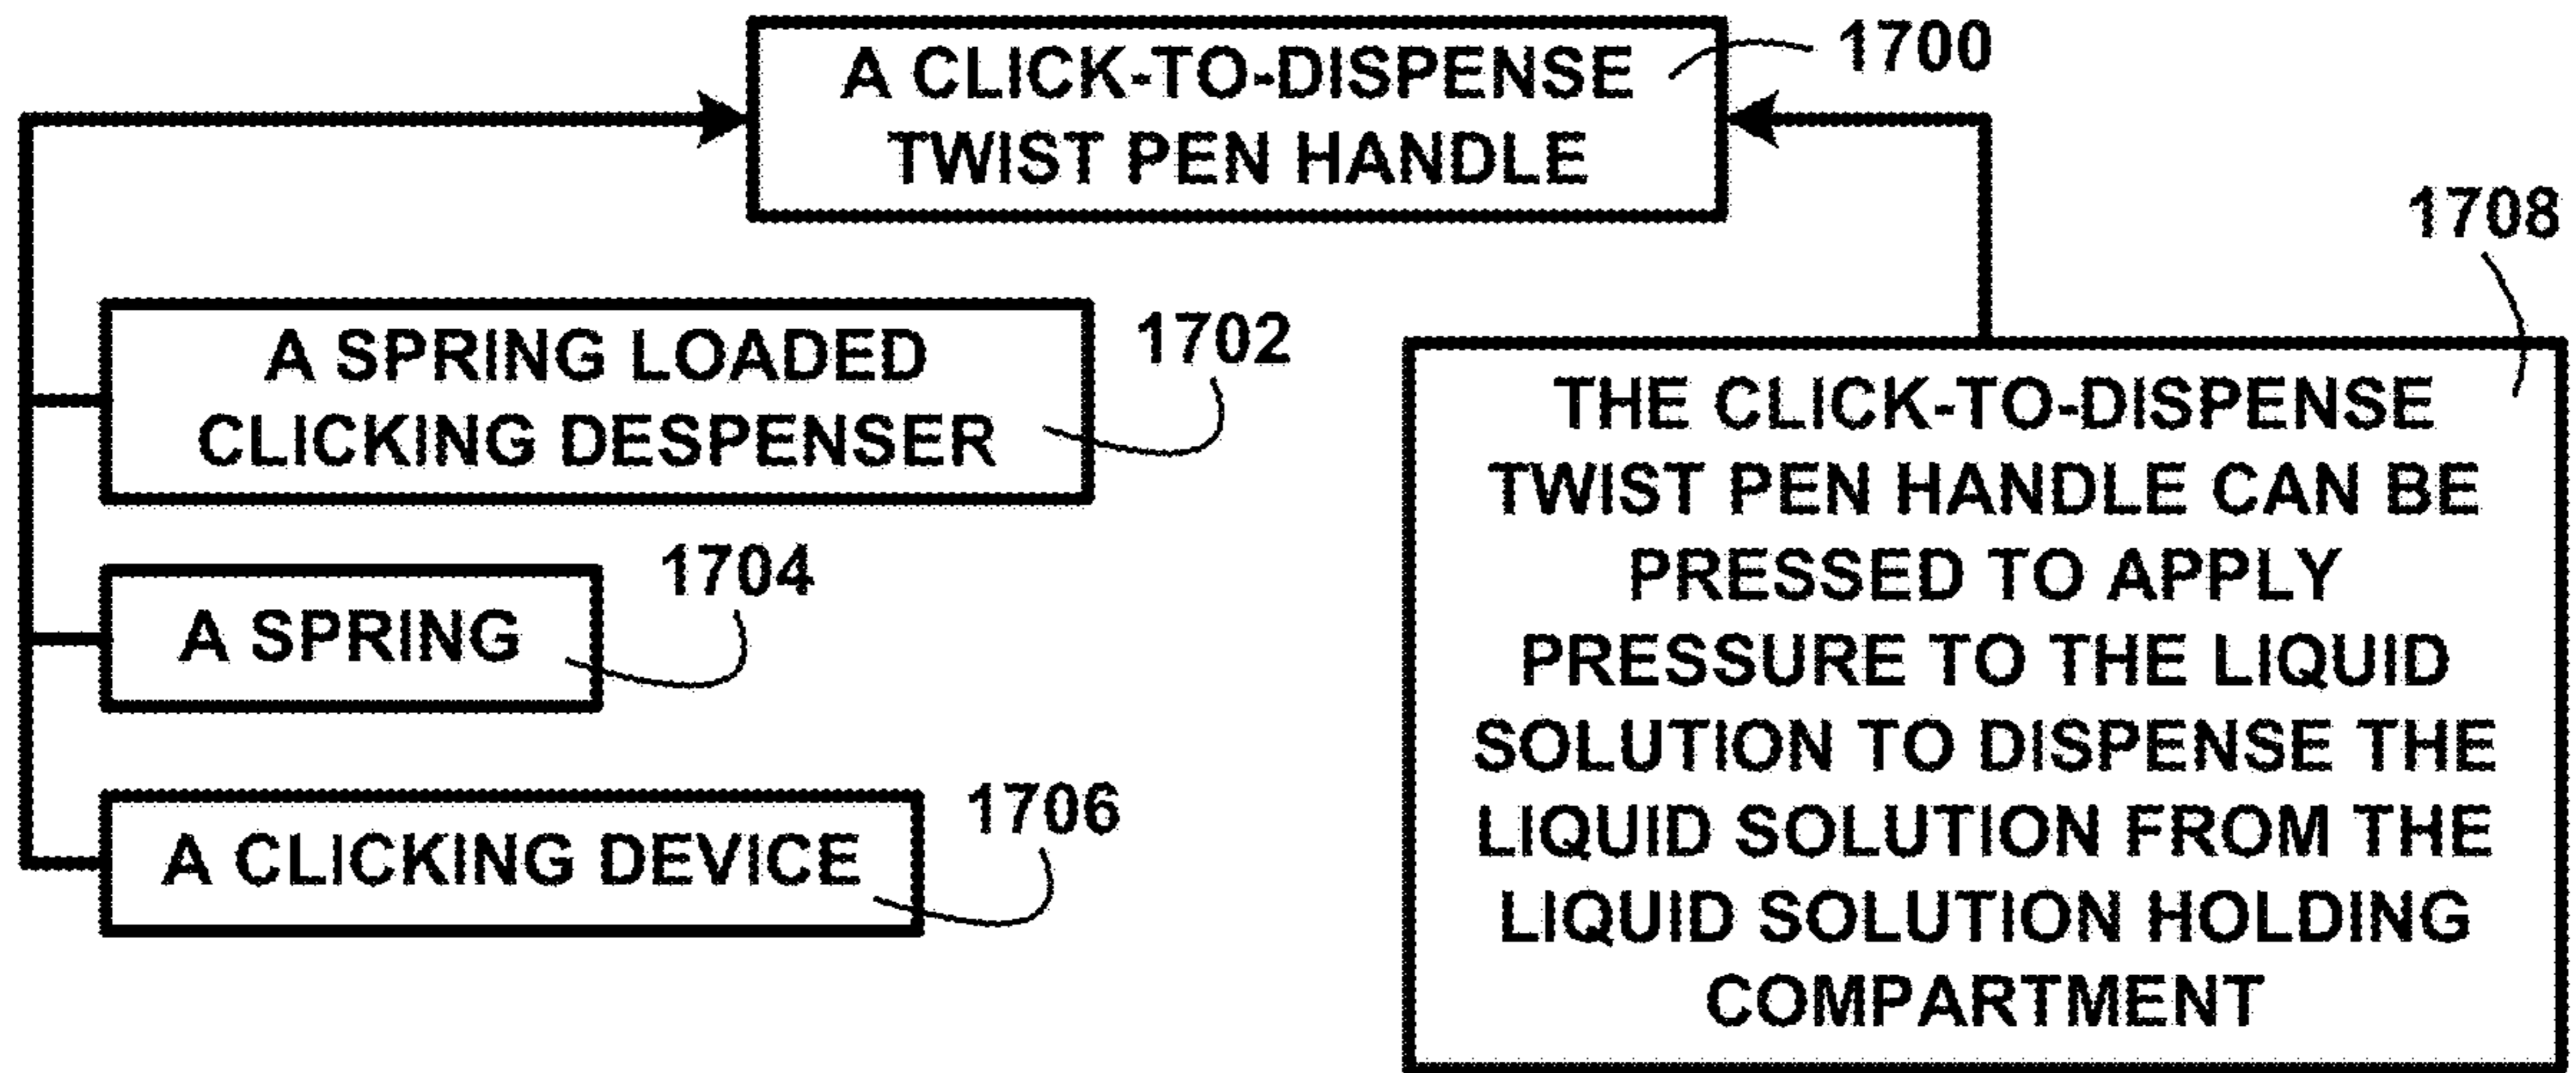 A CLICK-TO-DISPENSE
TWIST PEN HANDLE
1700
A SPRING LOADED
CLICKING DESPENSER
1702
A SPRING
1704
A CLICKING DEVICE
1706
1708
THE CLICK-TO-DISPENSE
TWIST PEN HANDLE CAN BE
PRESSED TO APPLY
PRESSURE TO THE LIQUID
SOLUTION TO DISPENSE THE
LIQUID SOLUTION FROM THE
LIQUID SOLUTION HOLDING
COMPARTMENT